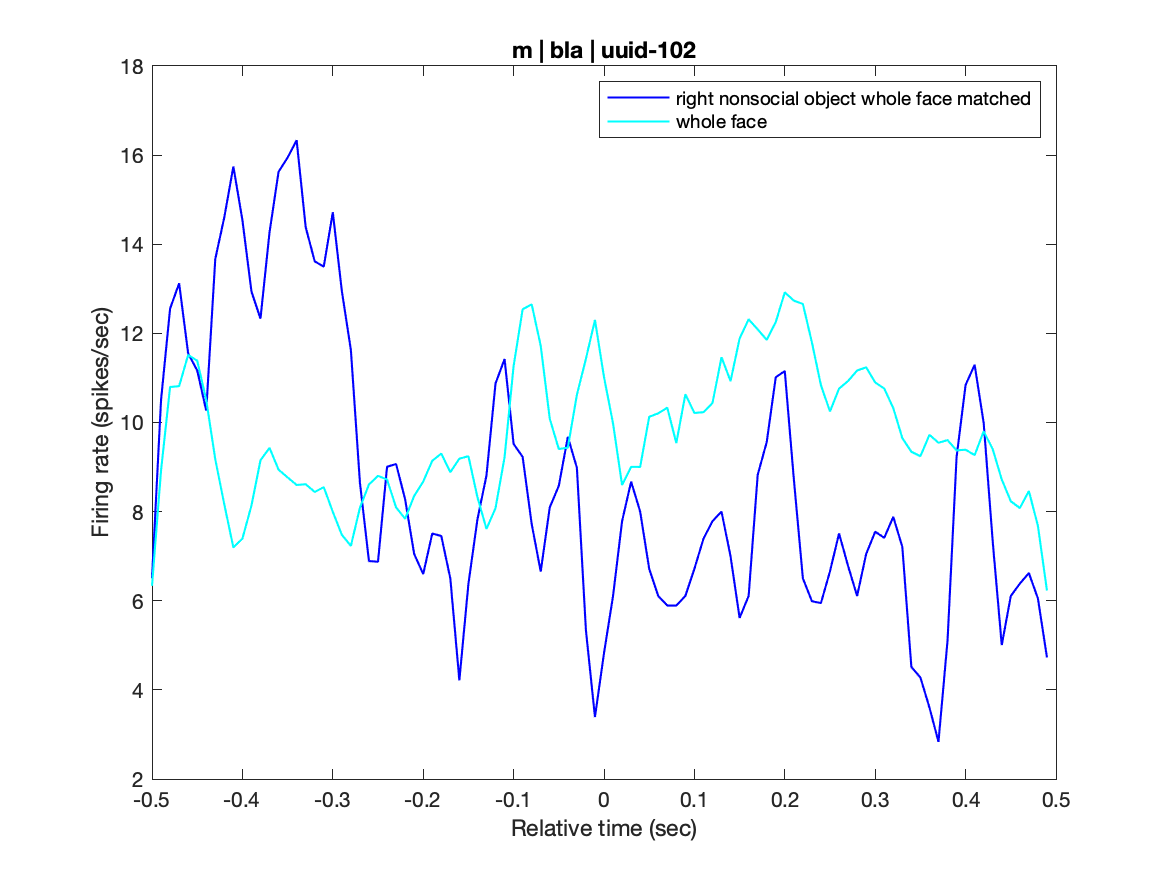 m | bla | uuid-102
right nonsocial object whole face matched
whole face
Firing rate (spikes/sec)
18
16
14
12
10
8
6
4
2
-0.5 -0.4 -0.3 -0.2 -0.1 0 0.1 0.2 0.3 0.4 0.5
Relative time (sec)